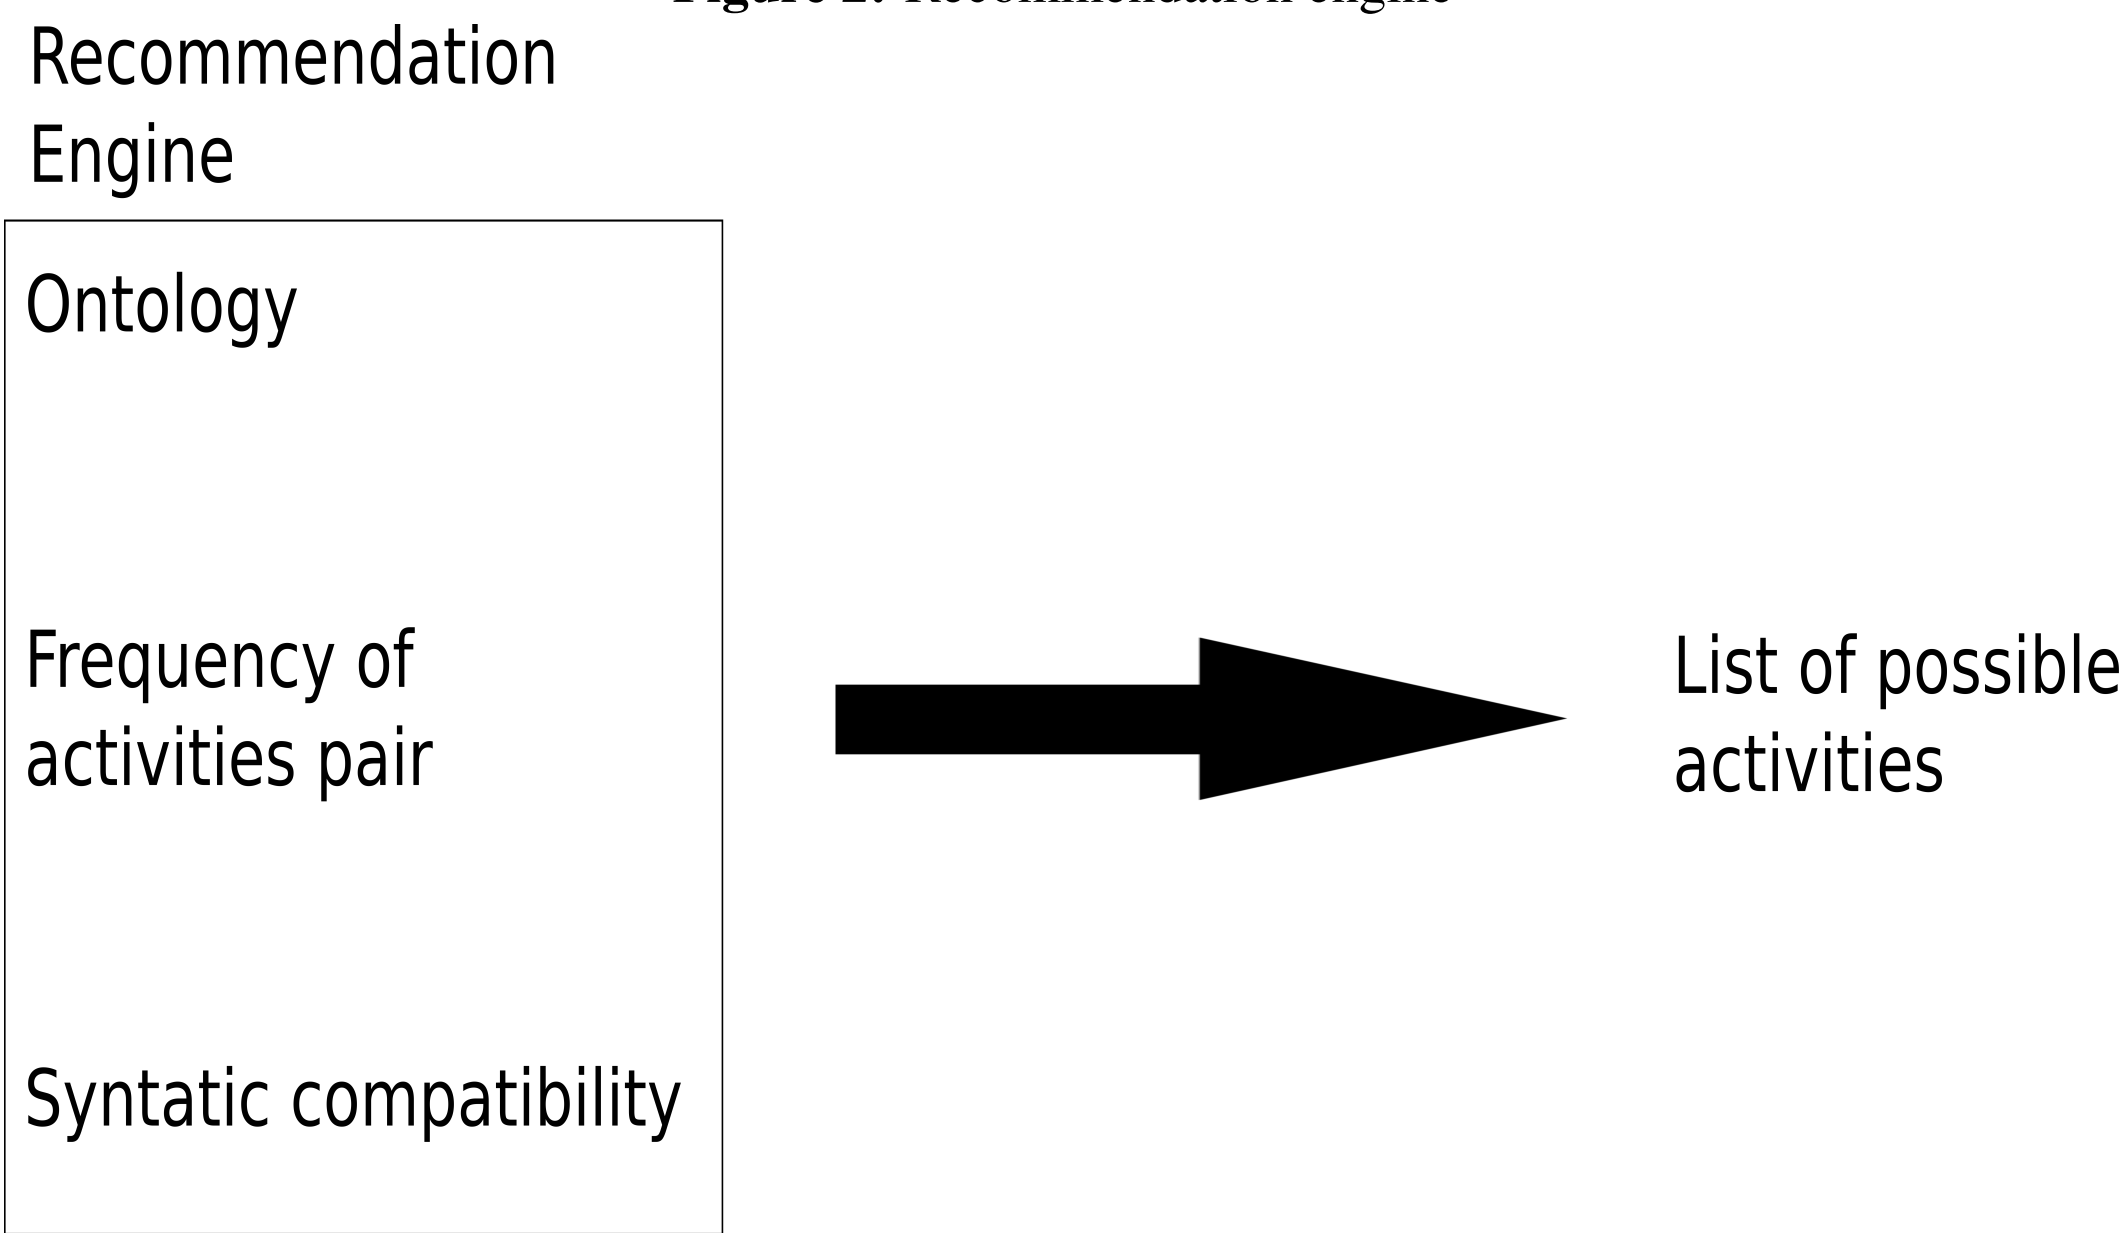 Recommendation
Engine
Ontology
Frequency of
activities pair
Syntatic compatibility
List of possible
activities